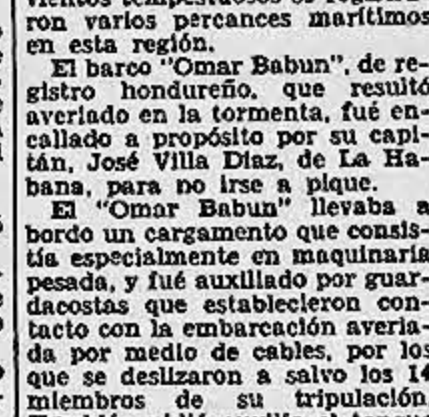 ron varios percances marítimos
en esta región.
El barco "Omar Babun", de re-
gistro hondureño, que resultó
averiado en la tormenta, fué en-
callado a propósito por su capi-
tán, José Villa Díaz, de La Ha-
bana, para no irse a pique.
El "Omar Babun" llevaba a
bordo un cargamento que consis-
tía especialmente en maquinaria
pesada, y fué auxiliado por guar-
dacostas que establecieron con-
tacto con la embarcación averia-
da por medio de cables, por los
que se deslizaron a salvo los 14
miembros de su tripulación